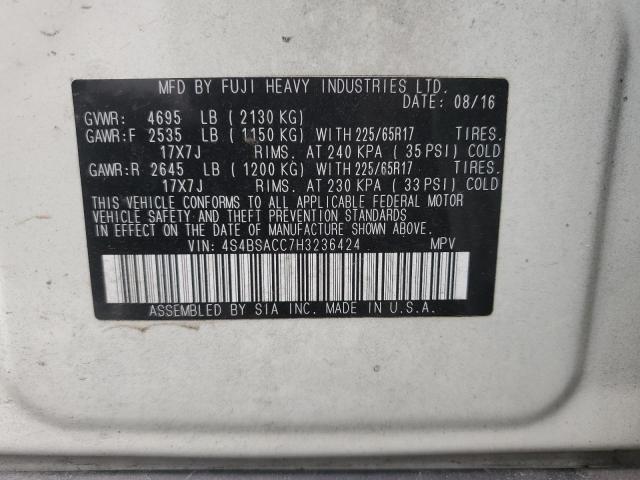 MFD BY FUJI HEAVY INDUSTRIES LTD.
DATE: 08/16
GVWR: 4695 LB ( 2130 KG)
GAWR:F 2535 LB ( 1150 KG) WITH 225/65R17 TIRES.
17X7J RIMS. AT 240 KPA ( 35 PSI) COLD
GAWR:R 2645 LB ( 1200 KG) WITH 225/65R17 TIRES.
17X7J RIMS. AT 230 KPA ( 33 PSI) COLD
THIS VEHICLE CONFORMS TO ALL APPLICABLE FEDERAL MOTOR
VEHICLE SAFETY AND THEFT PREVENTION STANDARDS
IN EFFECT ON THE DATE OF MANUFACTURE SHOWN ABOVE.
VIN: 4S4BSACC7H3236424 MPV
ASSEMBLED BY SIA INC. MADE IN U.S.A.